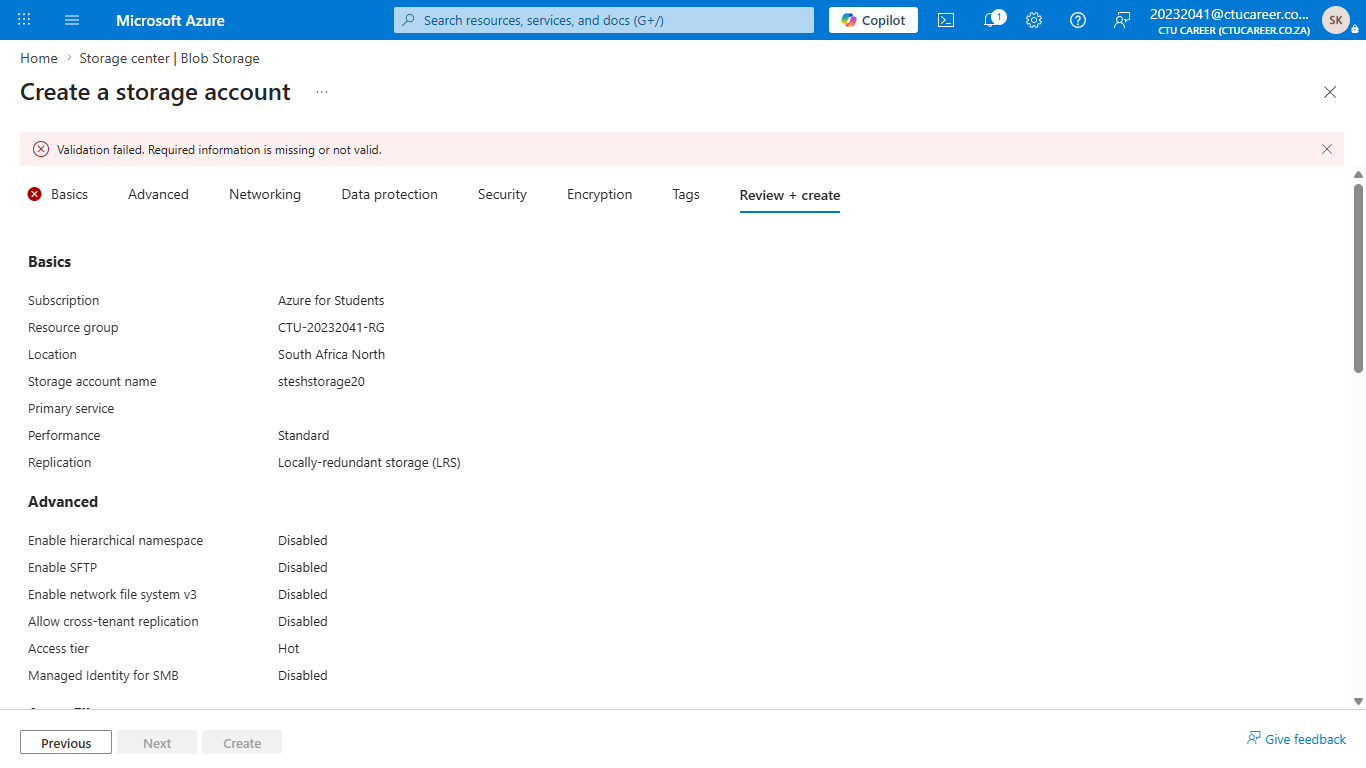 Microsoft Azure
Search resources, services, and docs (G+/)
Copilot
1
20232041@ctucareer.co....
CTU CAREER (CTUCAREER.CO.ZA)
SK
Home > Storage center | Blob Storage
Create a storage account ...
Validation failed. Required information is missing or not valid.
Basics Advanced Networking Data protection Security Encryption Tags Review + create
Basics
Subscription Azure for Students
Resource group CTU-20232041-RG
Location South Africa North
Storage account name steshstorage20
Primary service
Performance Standard
Replication Locally-redundant storage (LRS)
Advanced
Enable hierarchical namespace Disabled
Enable SFTP Disabled
Enable network file system v3 Disabled
Allow cross-tenant replication Disabled
Access tier Hot
Managed Identity for SMB Disabled
Previous Next Create
Give feedback